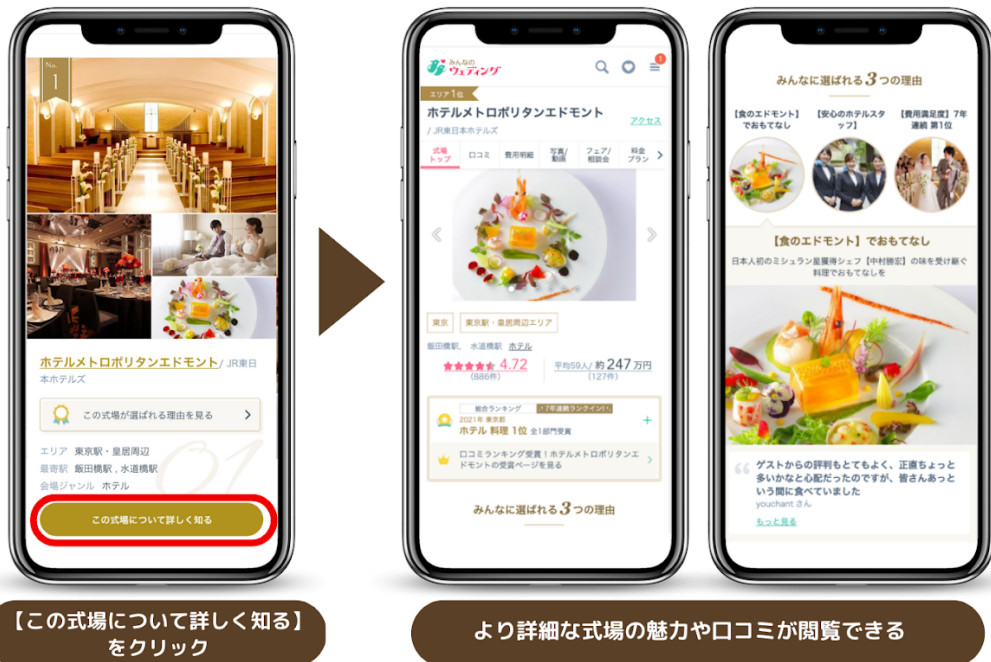 No.
1
ホテルメトロポリタンエドモント/ JR東日
本ホテルズ
この式場が選ばれる理由を見る
01
エリア 東京駅・皇居周辺
最寄駅 飯田橋駅 , 水道橋駅
会場ジャンル ホテル
この式場について詳しく知る
【この式場について詳しく知る】
をクリック
みんなの
ウェディング
1
エリア1位
ホテルメトロポリタンエドモント
/ JR東日本ホテルズ
アクセス
式場
トップ
口コミ
費用明細
写真/
動画
フェア/
相談会
料金
プラン
東京
東京駅・皇居周辺エリア
飯田橋駅、 水道橋駅 ホテル
★★★★★ 4.72
(886件)
平均59人/ 約 247 万円
(127件)
総合ランキング
7年連続ランクイン!
2021年 東京都
ホテル 料理 1位 全1部門受賞
口コミランキング受賞！ホテルメトロポリタンエ
ドモントの受賞ページを見る
みんなに選ばれる 3 つの理由
みんなに選ばれる 3 つの理由
【食のエドモント】
でおもてなし
【安心のホテルスタ
ッフ】
【費用満足度】7年
連続 第1位
【食のエドモント】でおもてなし
日本人初のミシュラン星獲得シェフ【中村勝宏】の味を受け継ぐ
料理でおもてなしを
ゲストからの評判もとてもよく、正直ちょっと
多いかなと心配だったのですが、皆さんあっと
いう間に食べていました
youchant さん
もっと見る
より詳細な式場の魅力や口コミが閲覧できる